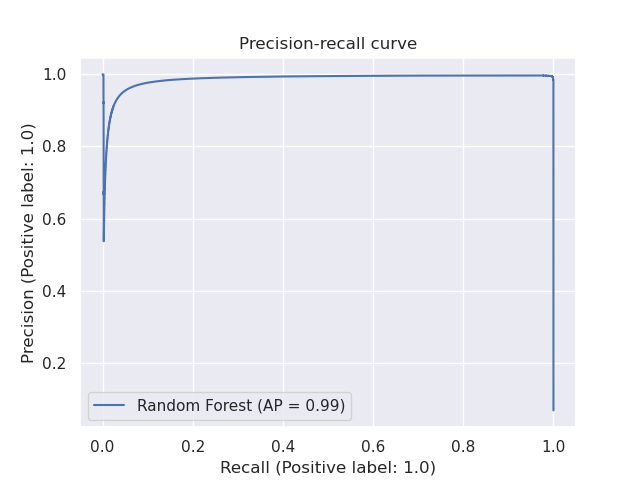 Precision-recall curve
Precision (Positive label: 1.0)
1.0
0.8
0.6
0.4
0.2
Random Forest (AP = 0.99)
0.0 0.2 0.4 0.6 0.8 1.0
Recall (Positive label: 1.0)